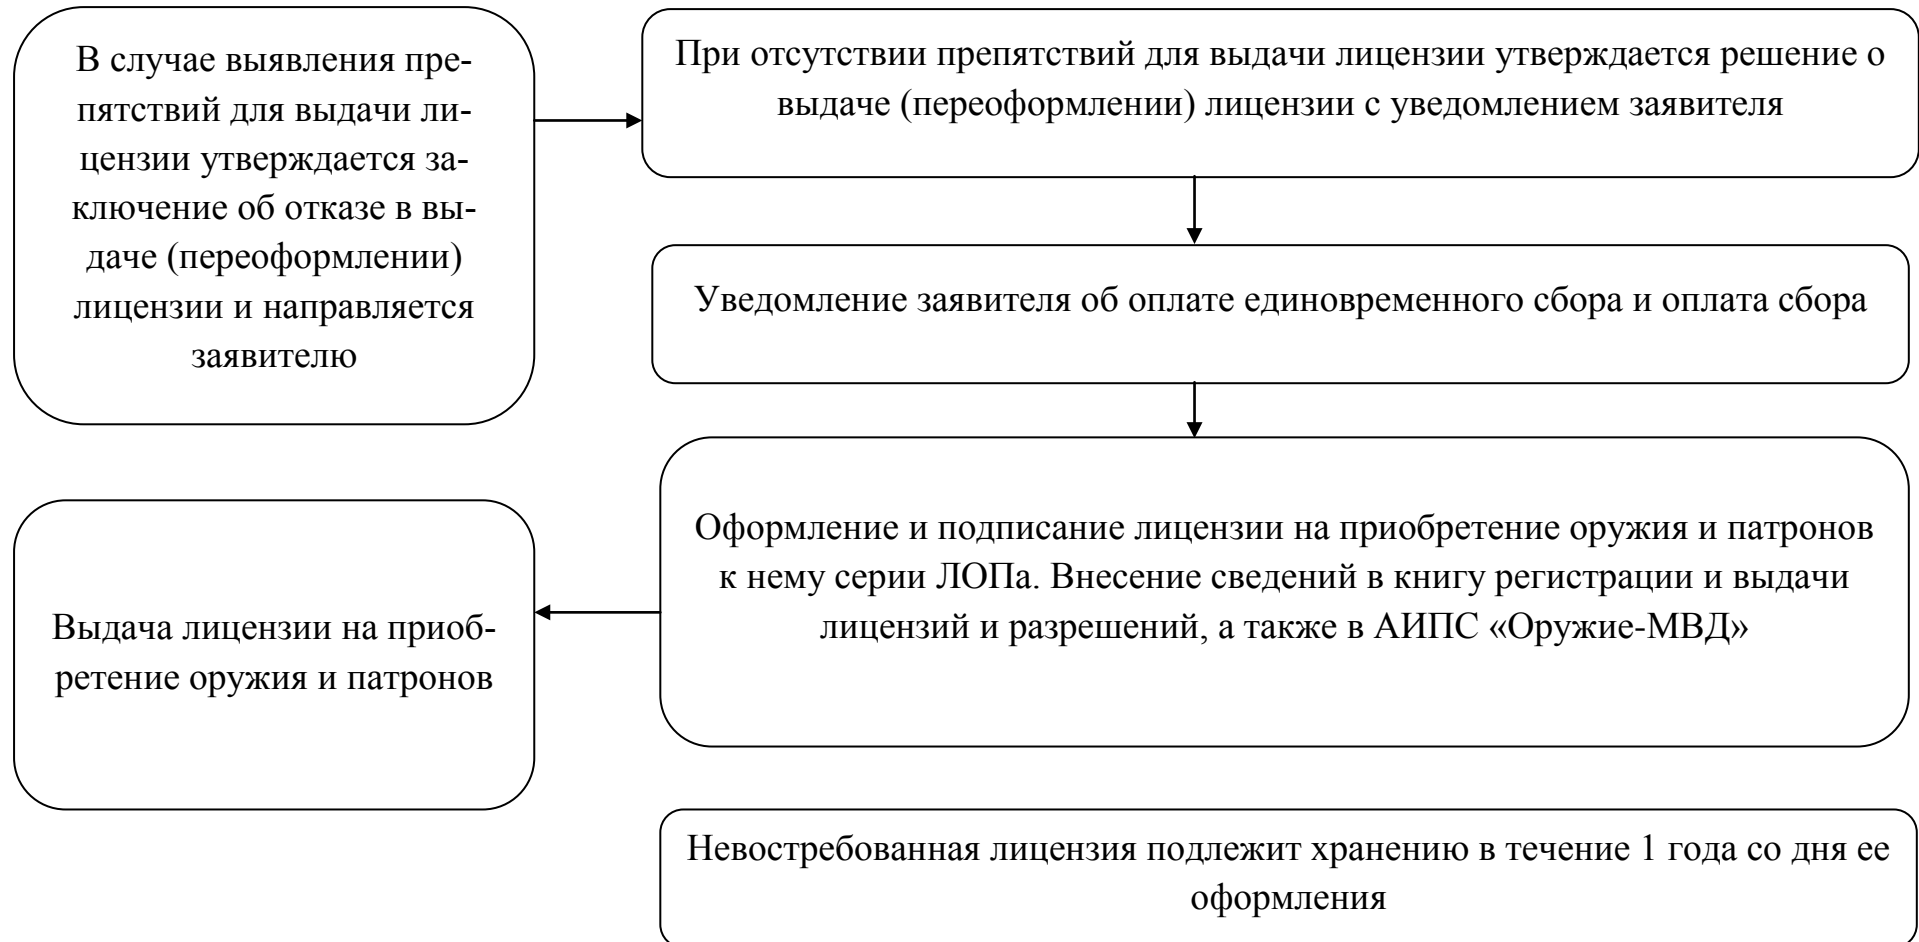 В случае выявления пре-
пятствий для выдачи ли-
цензии утверждается за-
ключение об отказе в вы-
даче (переоформлении)
лицензии и направляется
заявителю
При отсутствии препятствий для выдачи лицензии утверждается решение о
выдаче (переоформлении) лицензии с уведомлением заявителя
Уведомление заявителя об оплате единовременного сбора и оплата сбора
Оформление и подписание лицензии на приобретение оружия и патронов
к нему серии ЛОПа. Внесение сведений в книгу регистрации и выдачи
лицензий и разрешений, а также в АИПС «Оружие-МВД»
Выдача лицензии на приоб-
ретение оружия и патронов
Невостребованная лицензия подлежит хранению в течение 1 года со дня ее
оформления